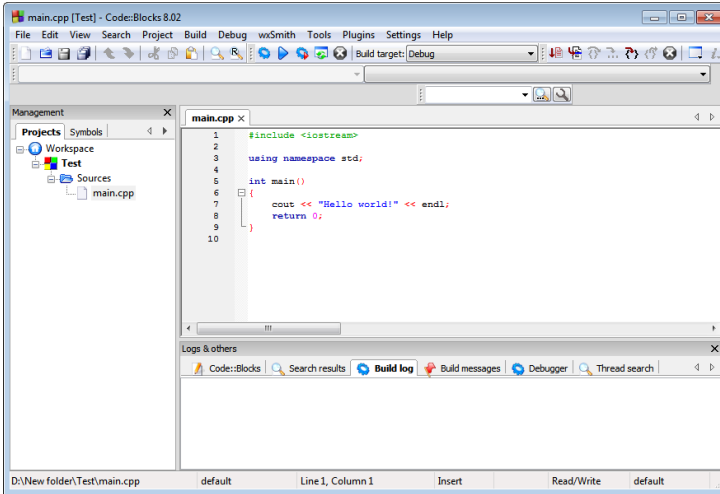 main.cpp [Test] - Code::Blocks 8.02
File Edit View Search Project Build Debug wxSmith Tools Plugins Settings Help
Build target: Debug
Management
main.cpp
Projects Symbols
Workspace
Test
Sources
main.cpp
1 #include <iostream>
2
3 using namespace std;
4
5 int main()
6 {
7 cout << "Hello world!" << endl;
8 return 0;
9 }
10
Logs & others
Code::Blocks Search results Build log Build messages Debugger Thread search
D:\New folder\Test\main.cpp default Line 1, Column 1 Insert Read/Write default